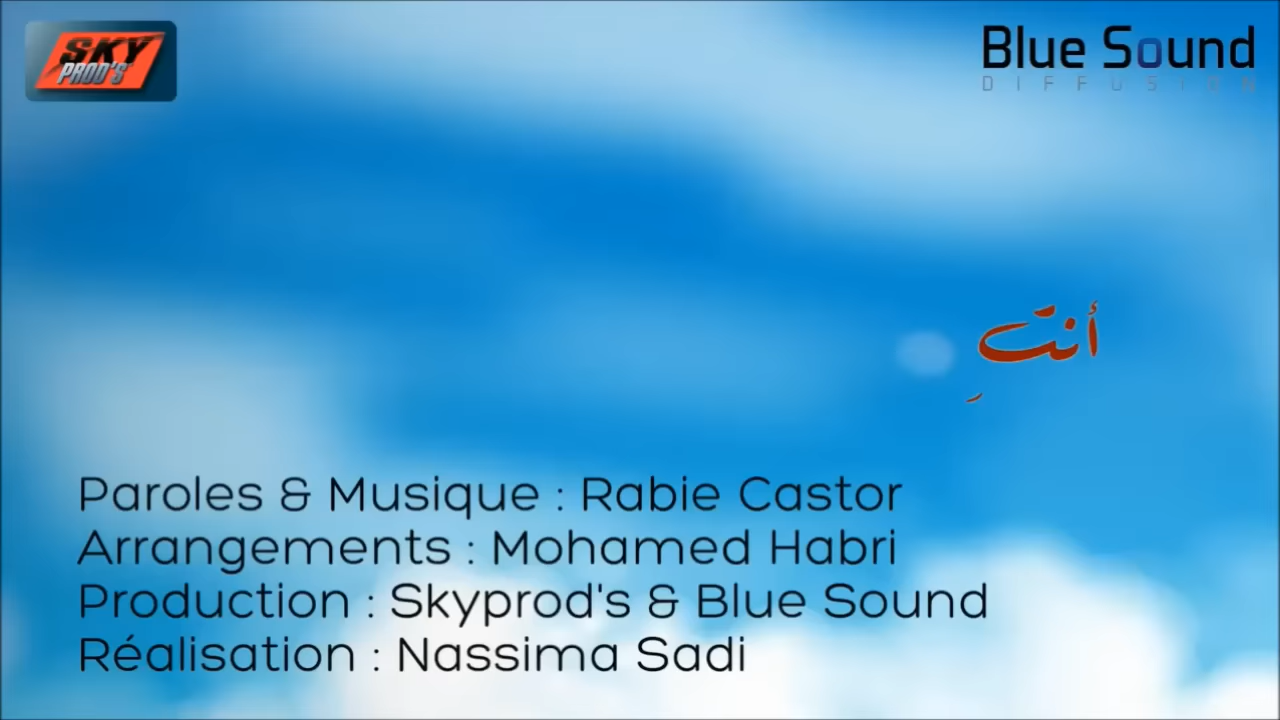 SKY
PROD'S
Blue Sound
DIFFUSION
أنتِ
Paroles & Musique : Rabie Castor
Arrangements : Mohamed Habri
Production : Skyprod's & Blue Sound
Réalisation : Nassima Sadi